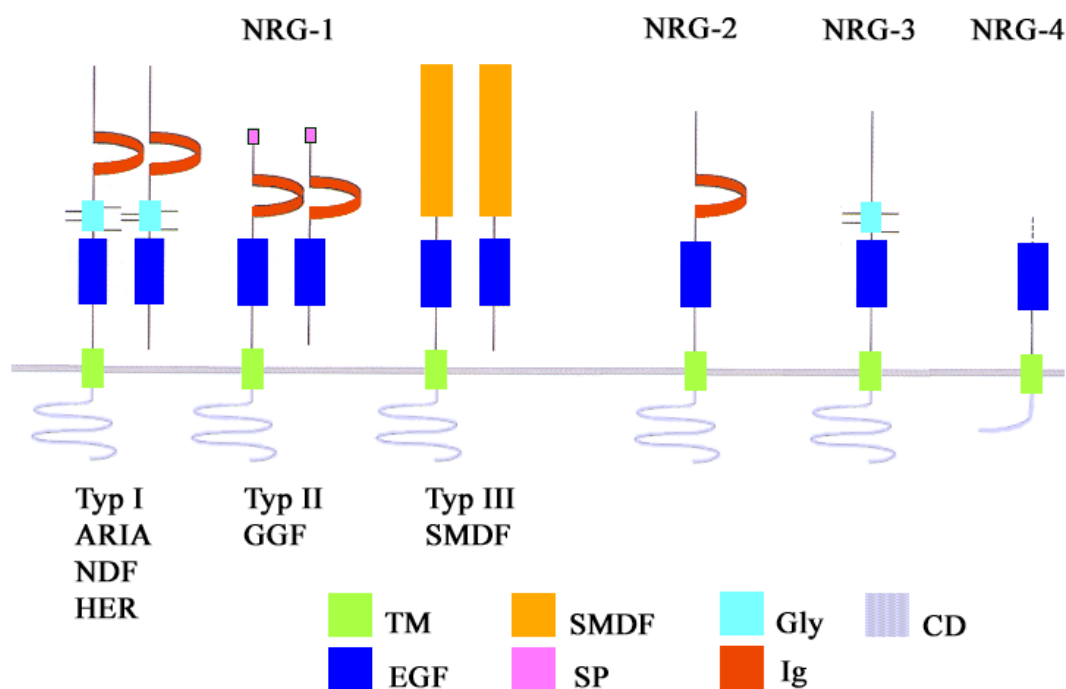 NRG-1
NRG-2
NRG-3
NRG-4
Typ I
ARIA
NDF
HER
Typ II
GGF
Typ III
SMDF
TM
SMDF
Gly
CD
EGF
SP
Ig